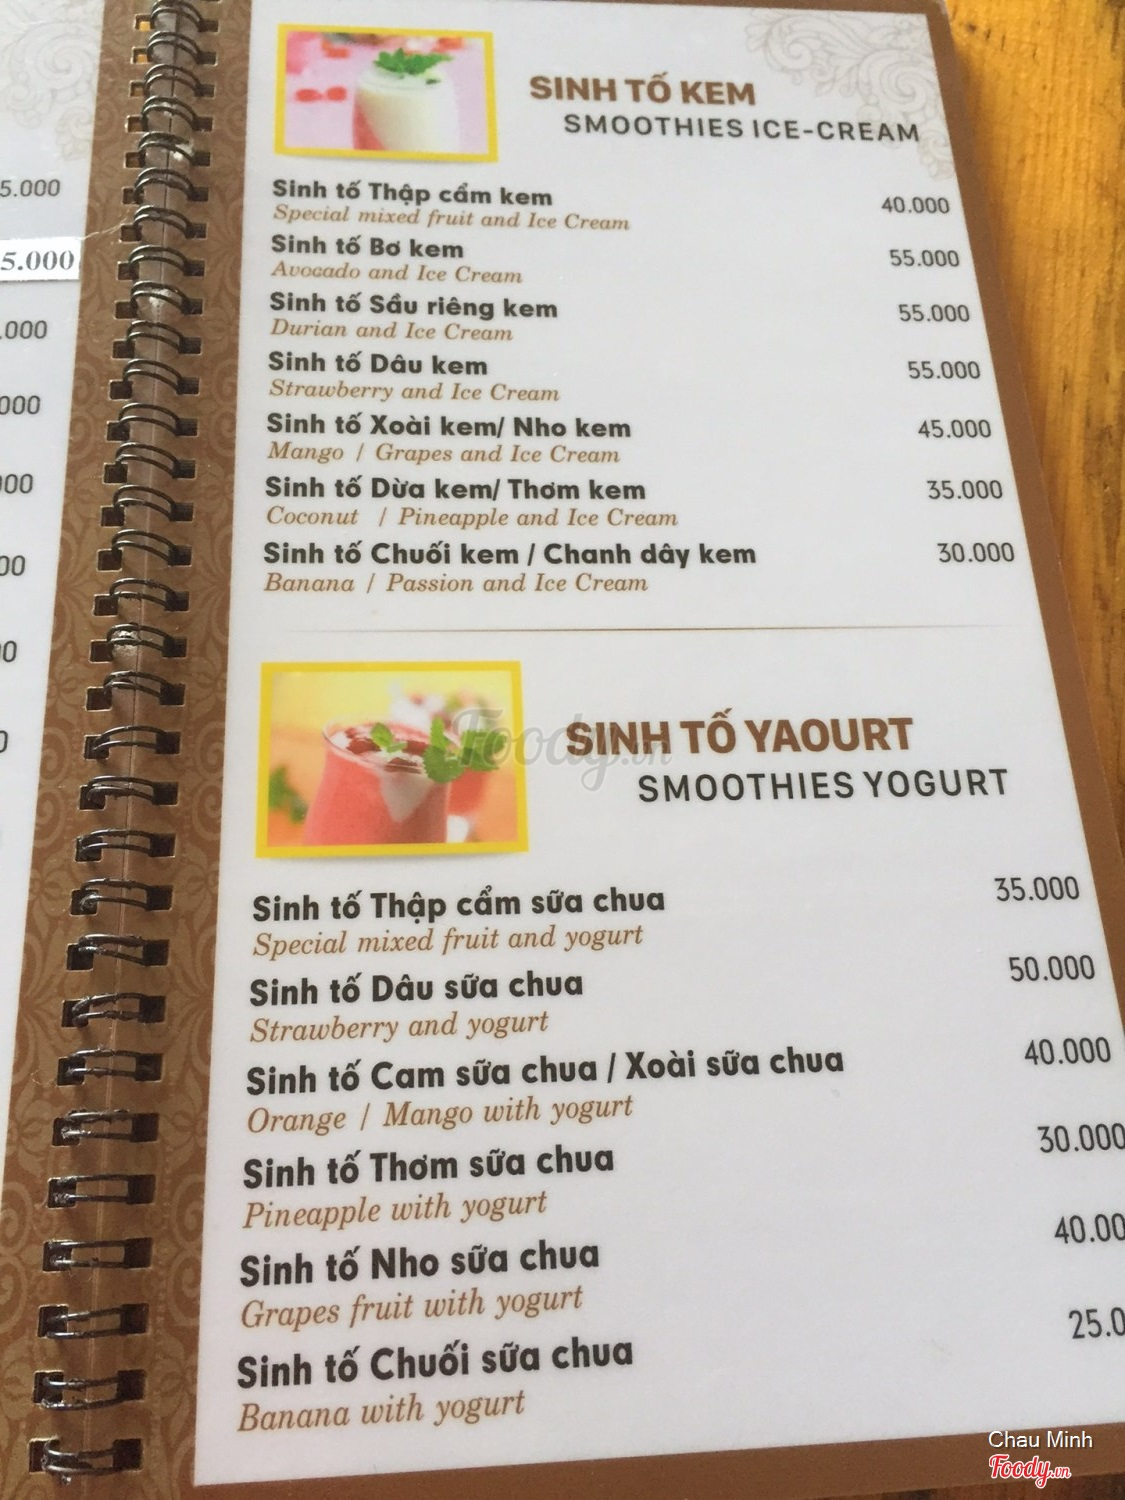 5.000
5.000
.000
000
000
00
0
0
SINH TỐ KEM
SMOOTHIES ICE-CREAM
Sinh tố Thập cẩm kem 40.000
Special mixed fruit and Ice Cream
Sinh tố Bơ kem 55.000
Avocado and Ice Cream
Sinh tố Sầu riêng kem 55.000
Durian and Ice Cream
Sinh tố Dâu kem 55.000
Strawberry and Ice Cream
Sinh tố Xoài kem/ Nho kem 45.000
Mango / Grapes and Ice Cream
Sinh tố Dừa kem/ Thơm kem 35.000
Coconut / Pineapple and Ice Cream
Sinh tố Chuối kem / Chanh dây kem 30.000
Banana / Passion and Ice Cream
Foody.vn
SINH TỐ YAOURT
SMOOTHIES YOGURT
Sinh tố Thập cẩm sữa chua 35.000
Special mixed fruit and yogurt
Sinh tố Dâu sữa chua 50.000
Strawberry and yogurt
Sinh tố Cam sữa chua / Xoài sữa chua 40.000
Orange / Mango with yogurt
Sinh tố Thơm sữa chua 30.000
Pineapple with yogurt
Sinh tố Nho sữa chua 40.00
Grapes fruit with yogurt
Sinh tố Chuối sữa chua 25.0
Banana with yogurt
Chau Minh
Foody.vn